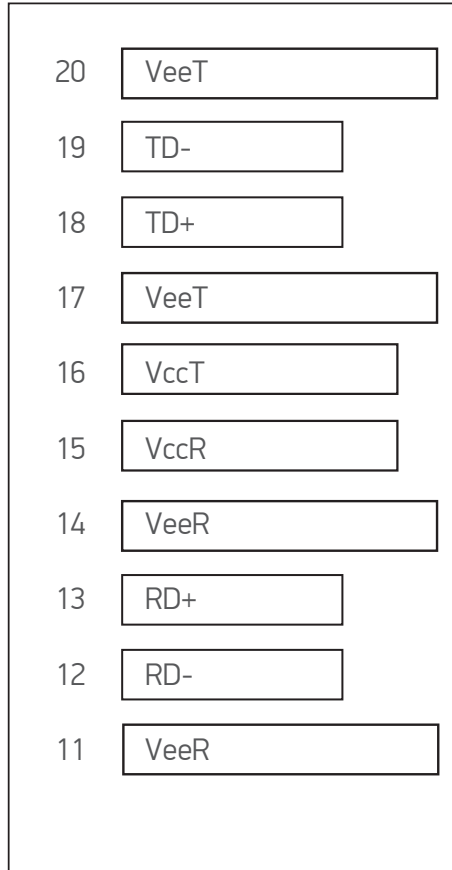 20 VeeT
19 TD-
18 TD+
17 VeeT
16 VccT
15 VccR
14 VeeR
13 RD+
12 RD-
11 VeeR